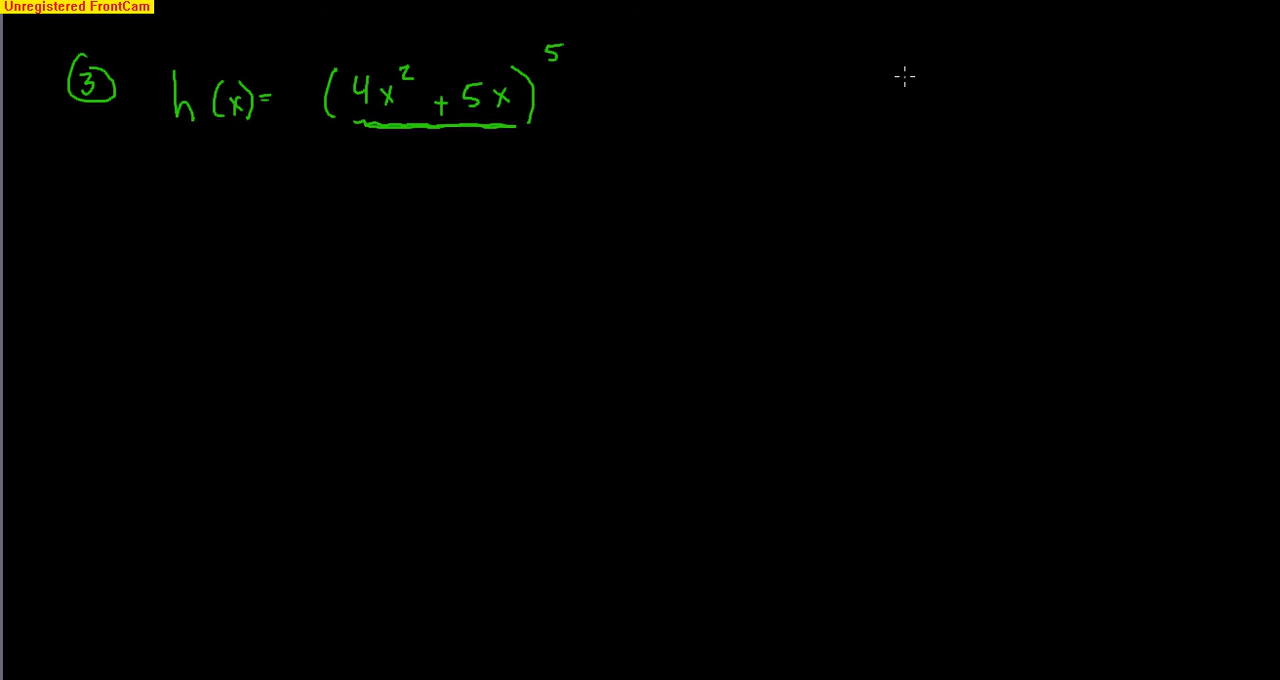 Unregistered FrontCam
③ h(x) = (4x² + 5x)⁵